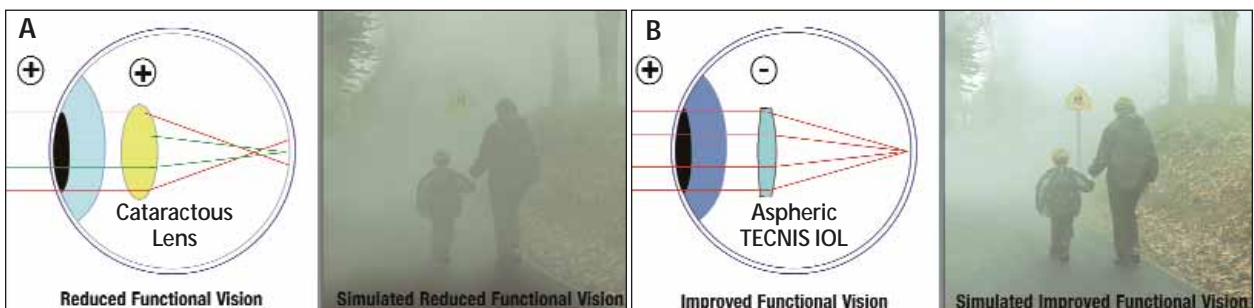 A
+
+
Cataractous
Lens
Reduced Functional Vision
Simulated Reduced Functional Vision
B
+
-
Aspheric
TECNIS IOL
Improved Functional Vision
Simulated Improved Functional Vision